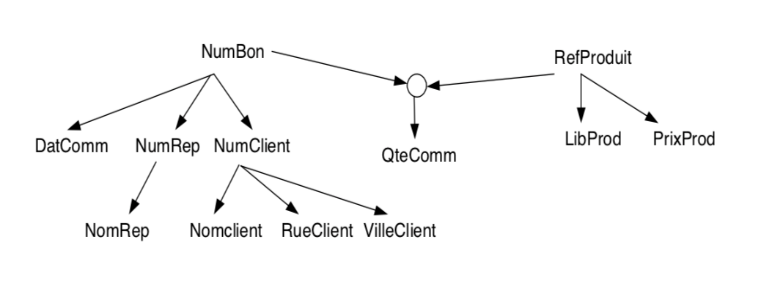 NumBon
RefProduit
DatComm NumRep NumClient
QteComm
LibProd PrixProd
NomRep Nomclient RueClient VilleClient